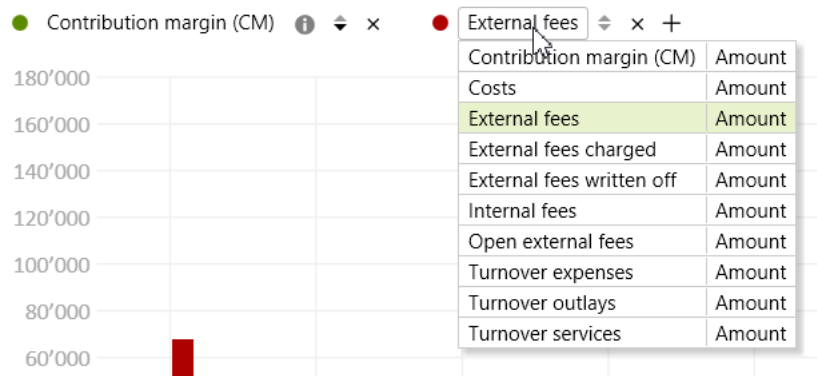 Contribution margin (CM) External fees
Contribution margin (CM) Amount
Costs Amount
External fees Amount
External fees charged Amount
External fees written off Amount
Internal fees Amount
Open external fees Amount
Turnover expenses Amount
Turnover outlays Amount
Turnover services Amount
180’000
160’000
140’000
120’000
100’000
80’000
60’000